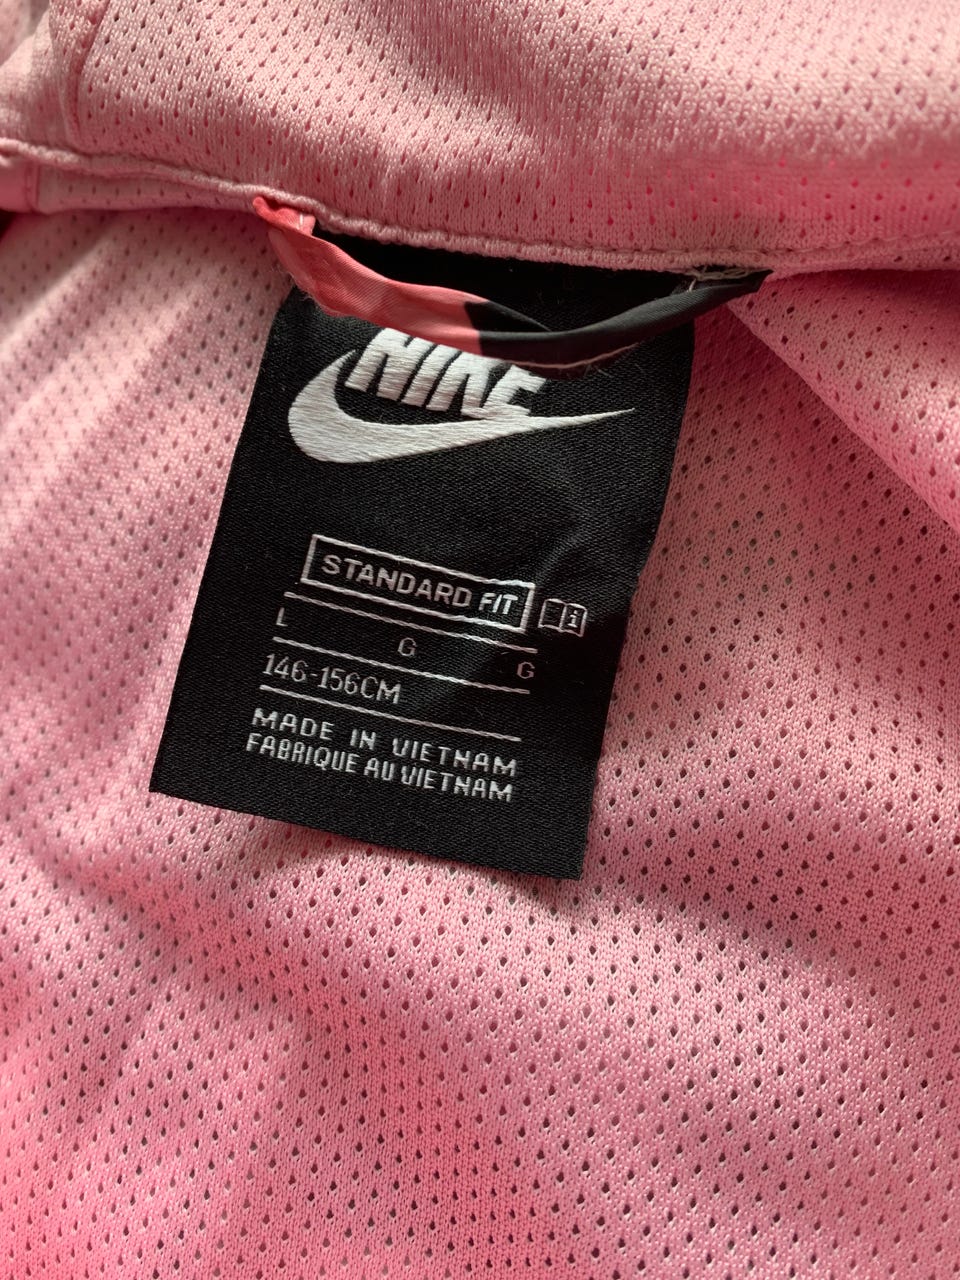 NIKE
STANDARD FIT
L G G
146-156CM
MADE IN VIETNAM
FABRIQUE AU VIETNAM